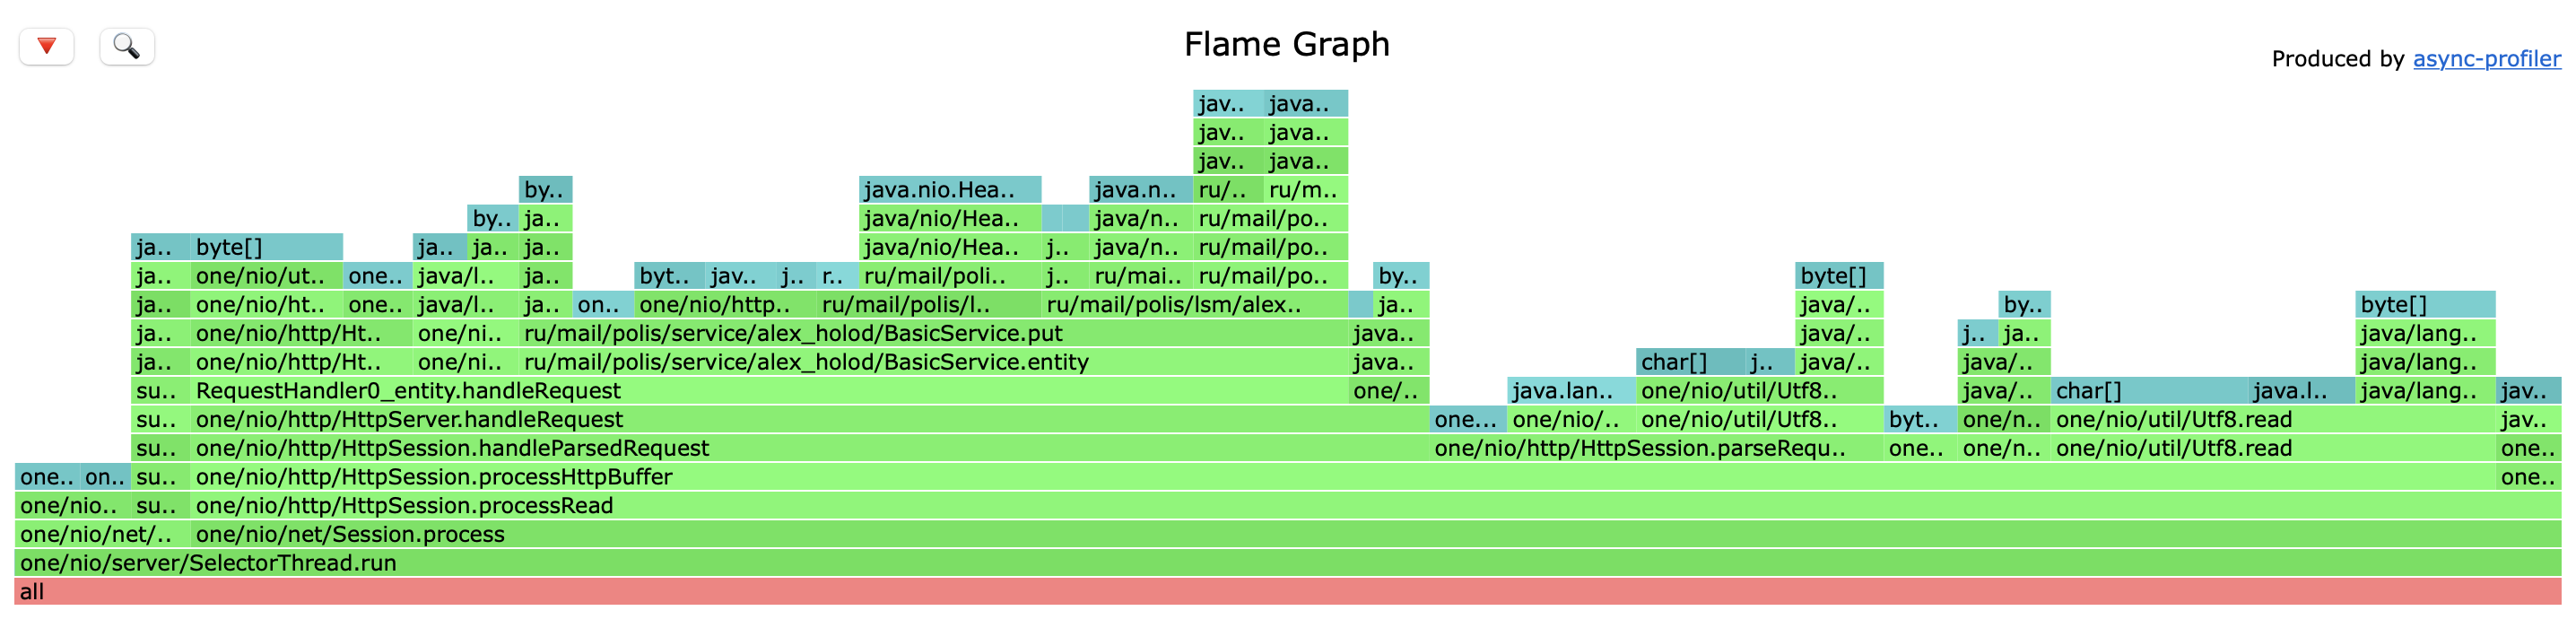 Flame Graph
Produced by async-profiler
jav.. java..
jav.. java..
jav.. java..
by.. java.nio.Hea.. java.n.. ru/.. ru/m..
by.. ja.. java/nio/Hea.. java/n.. ru/mail/po..
ja.. byte[] ja.. ja.. ja.. java/nio/Hea.. j.. java/n.. ru/mail/po..
ja.. one/nio/ut.. one.. java/l.. ja.. byt.. jav.. j.. r.. ru/mail/poli.. j.. ru/mai.. ru/mail/po.. by.. byte[]
ja.. one/nio/ht.. one.. java/l.. ja.. on.. one/nio/http.. ru/mail/polis/l.. ru/mail/polis/lsm/alex.. ja.. java/.. by.. byte[]
ja.. one/nio/http/Ht.. one/ni.. ru/mail/polis/service/alex_holod/BasicService.put java.. java/.. j.. ja.. java/lang..
ja.. one/nio/http/Ht.. one/ni.. ru/mail/polis/service/alex_holod/BasicService.entity java.. char[] j.. java/.. java/.. java/lang..
su.. RequestHandler0_entity.handleRequest one/.. java.lan.. one/nio/util/Utf8.. java/.. char[] java.l.. java/lang.. jav..
su.. one/nio/http/HttpServer.handleRequest one... one/nio/.. one/nio/util/Utf8.. byt.. one/n.. one/nio/util/Utf8.read jav..
su.. one/nio/http/HttpSession.handleParsedRequest one/nio/http/HttpSession.parseRequ.. one.. one/n.. one/nio/util/Utf8.read one..
one.. on.. su.. one/nio/http/HttpSession.processHttpBuffer one..
one/nio.. su.. one/nio/http/HttpSession.processRead
one/nio/net/.. one/nio/net/Session.process
one/nio/server/SelectorThread.run
all